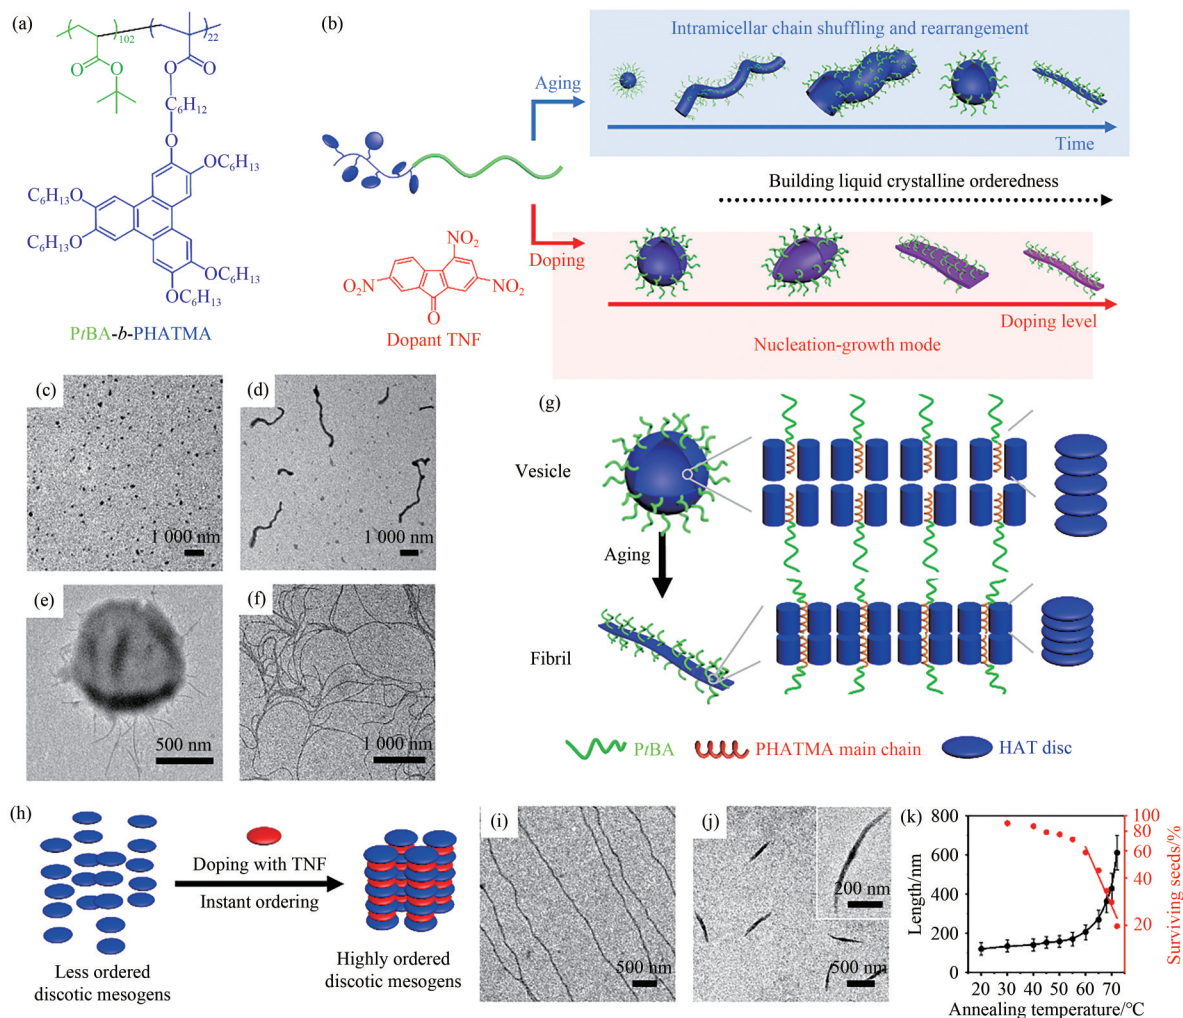 (a)
102
22
O
O
O
O
C6H12
O
OC6H13
C6H13O
OC6H13
C6H13O
OC6H13
OC6H13
PtBA-b-PHATMA
(b)
Intramicellar chain shuffling and rearrangement
Aging
Time
Building liquid crystalline orderedness
Doping
NO2
NO2
NO2
O
Dopant TNF
Doping level
Nucleation-growth mode
(c)
1 000 nm
(d)
1 000 nm
(e)
500 nm
(f)
1 000 nm
(g)
Vesicle
Aging
Fibril
PtBA
PHATMA main chain
HAT disc
(h)
Doping with TNF
Instant ordering
Less ordered
discotic mesogens
Highly ordered
discotic mesogens
(i)
500 nm
(j)
200 nm
500 nm
(k)
800
600
400
200
0
Length/nm
100
80
60
40
20
Surviving seeds/%
20 30 40 50 60 70
Annealing temperature/°C